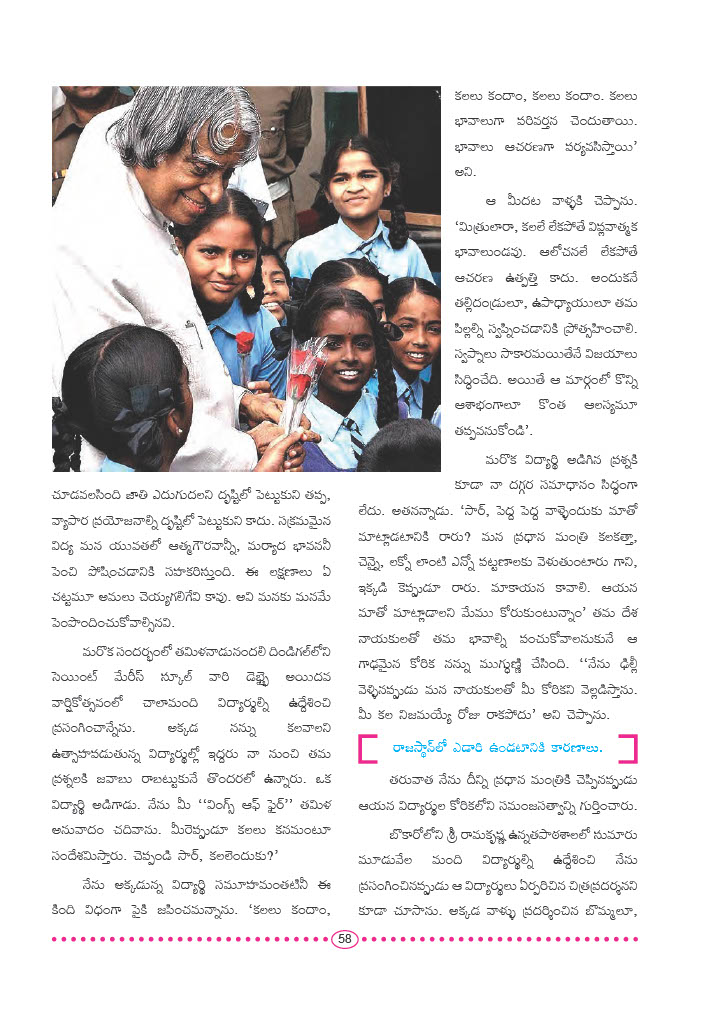 చూడవలసింది జాతి ఎదుగుదలని దృష్టిలో పెట్టుకుని తప్ప,
వ్యాపార ప్రయోజనాల్ని దృష్టిలో పెట్టుకుని కాదు. సక్రమమైన
విద్య మన యువతలో ఆత్మగౌరవాన్నీ, మర్యాద భావననీ
పెంచి పోషించడానికి సహకరిస్తుంది. ఈ లక్షణాలు ఏ
చట్టమూ అమలు చెయ్యగలిగేవి కావు. అవి మనకు మనమే
పెంపొందించుకోవాల్సినవి.
మరొక సందర్భంలో తమిళనాడునందలి దిండిగల్‌లోని
సెయింట్ మేరీస్ స్కూల్ వారి డెబ్బై అయిదవ
వార్షికోత్సవంలో చాలామంది విద్యార్థుల్ని ఉద్దేశించి
ప్రసంగించాన్నేను. అక్కడ నన్ను కలవాలని
ఉత్సాహపడుతున్న విద్యార్థుల్లో ఇద్దరు నా నుంచి తమ
ప్రశ్నలకి జవాబు రాబట్టుకునే తొందరలో ఉన్నారు. ఒక
విద్యార్థి అడిగాడు. నేను మీ ‘‘వింగ్స్ ఆఫ్ ఫైర్’’ తమిళ
అనువాదం చదివాను. మీరెప్పుడూ కలలు కనమంటూ
సందేశమిస్తారు. చెప్పండి సార్, కలలెందుకు?’
నేను అక్కడున్న విద్యార్థి సమూహమంతటినీ ఈ
కింది విధంగా పైకి జపించమన్నాను. ‘కలలు కందాం,
కలలు కందాం, కలలు కందాం. కలలు
భావాలుగా పరివర్తన చెందుతాయి.
భావాలు ఆచరణగా పర్యవసిస్తాయి’
అని.
ఆ మీదట వాళ్ళకి చెప్పాను.
‘మిత్రులారా, కలలే లేకపోతే విప్లవాత్మక
భావాలుండవు. ఆలోచనలే లేకపోతే
ఆచరణ ఉత్పత్తి కాదు. అందుకనే
తల్లిదండ్రులూ, ఉపాధ్యాయులూ తమ
పిల్లల్ని స్వప్నించడానికి ప్రోత్సహించాలి.
స్వప్నాలు సాకారమయితేనే విజయాలు
సిద్ధించేది. అయితే ఆ మార్గంలో కొన్ని
ఆశాభంగాలూ కొంత ఆలస్యమూ
తప్పవనుకోండి’.
మరొక విద్యార్థి అడిగిన ప్రశ్నకి
కూడా నా దగ్గర సమాధానం సిద్ధంగా
లేదు. అతనన్నాడు. ‘సార్, పెద్ద పెద్ద వాళ్ళెందుకు మాతో
మాట్లాడటానికి రారు? మన ప్రధాన మంత్రి కలకత్తా,
చెన్నై, లక్నో లాంటి ఎన్నో పట్టణాలకు వెళుతుంటారు గాని,
ఇక్కడి కెప్పుడూ రారు. మాకాయన కావాలి. ఆయన
మాతో మాట్లాడాలని మేము కోరుకుంటున్నాం’ తమ దేశ
నాయకులతో తమ భావాల్ని పంచుకోవాలనుకునే ఆ
గాఢమైన కోరిక నన్ను ముగ్ధుణ్ణి చేసింది. ‘‘నేను ఢిల్లీ
వెళ్ళినప్పుడు మన నాయకులతో మీ కోరికని వెల్లడిస్తాను.
మీ కల నిజమయ్యే రోజు రాకపోదు’ అని చెప్పాను.
రాజస్థాన్‌లో ఎడారి ఉండటానికి కారణాలు.
తరువాత నేను దీన్ని ప్రధాన మంత్రికి చెప్పినప్పుడు
ఆయన విద్యార్థుల కోరికలోని సమంజసత్వాన్ని గుర్తించారు.
బొకారోలోని శ్రీ రామకృష్ణ ఉన్నతపాఠశాలలో సుమారు
మూడువేల మంది విద్యార్థుల్ని ఉద్దేశించి నేను
ప్రసంగించినప్పుడు ఆ విద్యార్థులు ఏర్పరిచిన చిత్రప్రదర్శనని
కూడా చూసాను. అక్కడ వాళ్ళు ప్రదర్శించిన బొమ్మలూ,
58